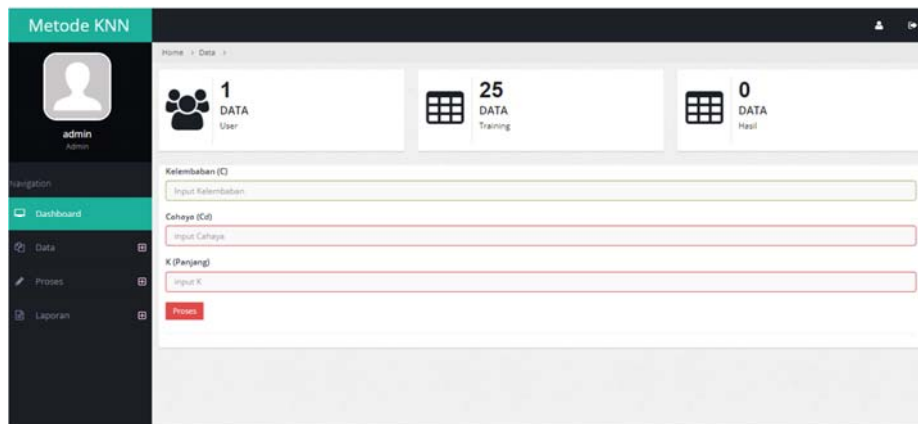 Metode KNN
Home > Data >
admin
Admin
Navigation
Dashboard
Data
Proses
Laporan
1
DATA
User
25
DATA
Training
0
DATA
Hasil
Kelembaban (C)
Input Kelembaban
Cahaya (Cd)
input Cahaya
K (Panjang)
input K
Proses